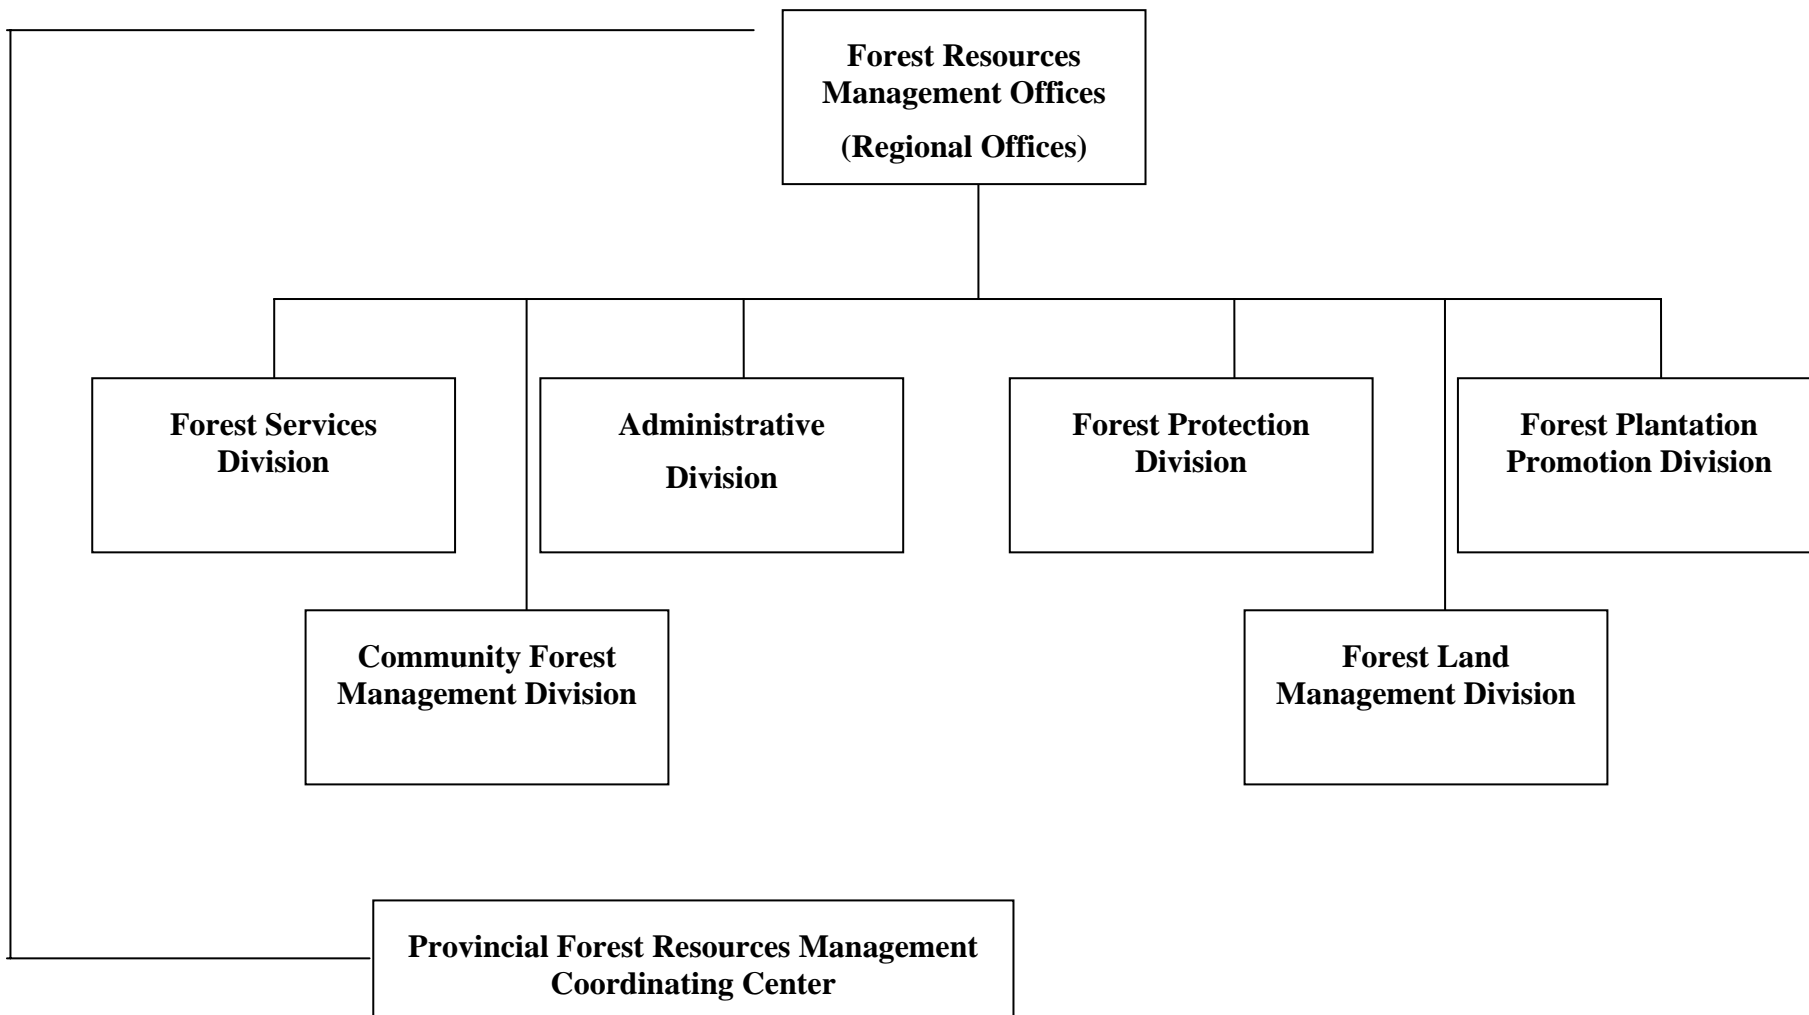 Forest Resources
Management Offices
(Regional Offices)
Forest Services
Division
Administrative
Division
Forest Protection
Division
Forest Plantation
Promotion Division
Community Forest
Management Division
Forest Land
Management Division
Provincial Forest Resources Management
Coordinating Center